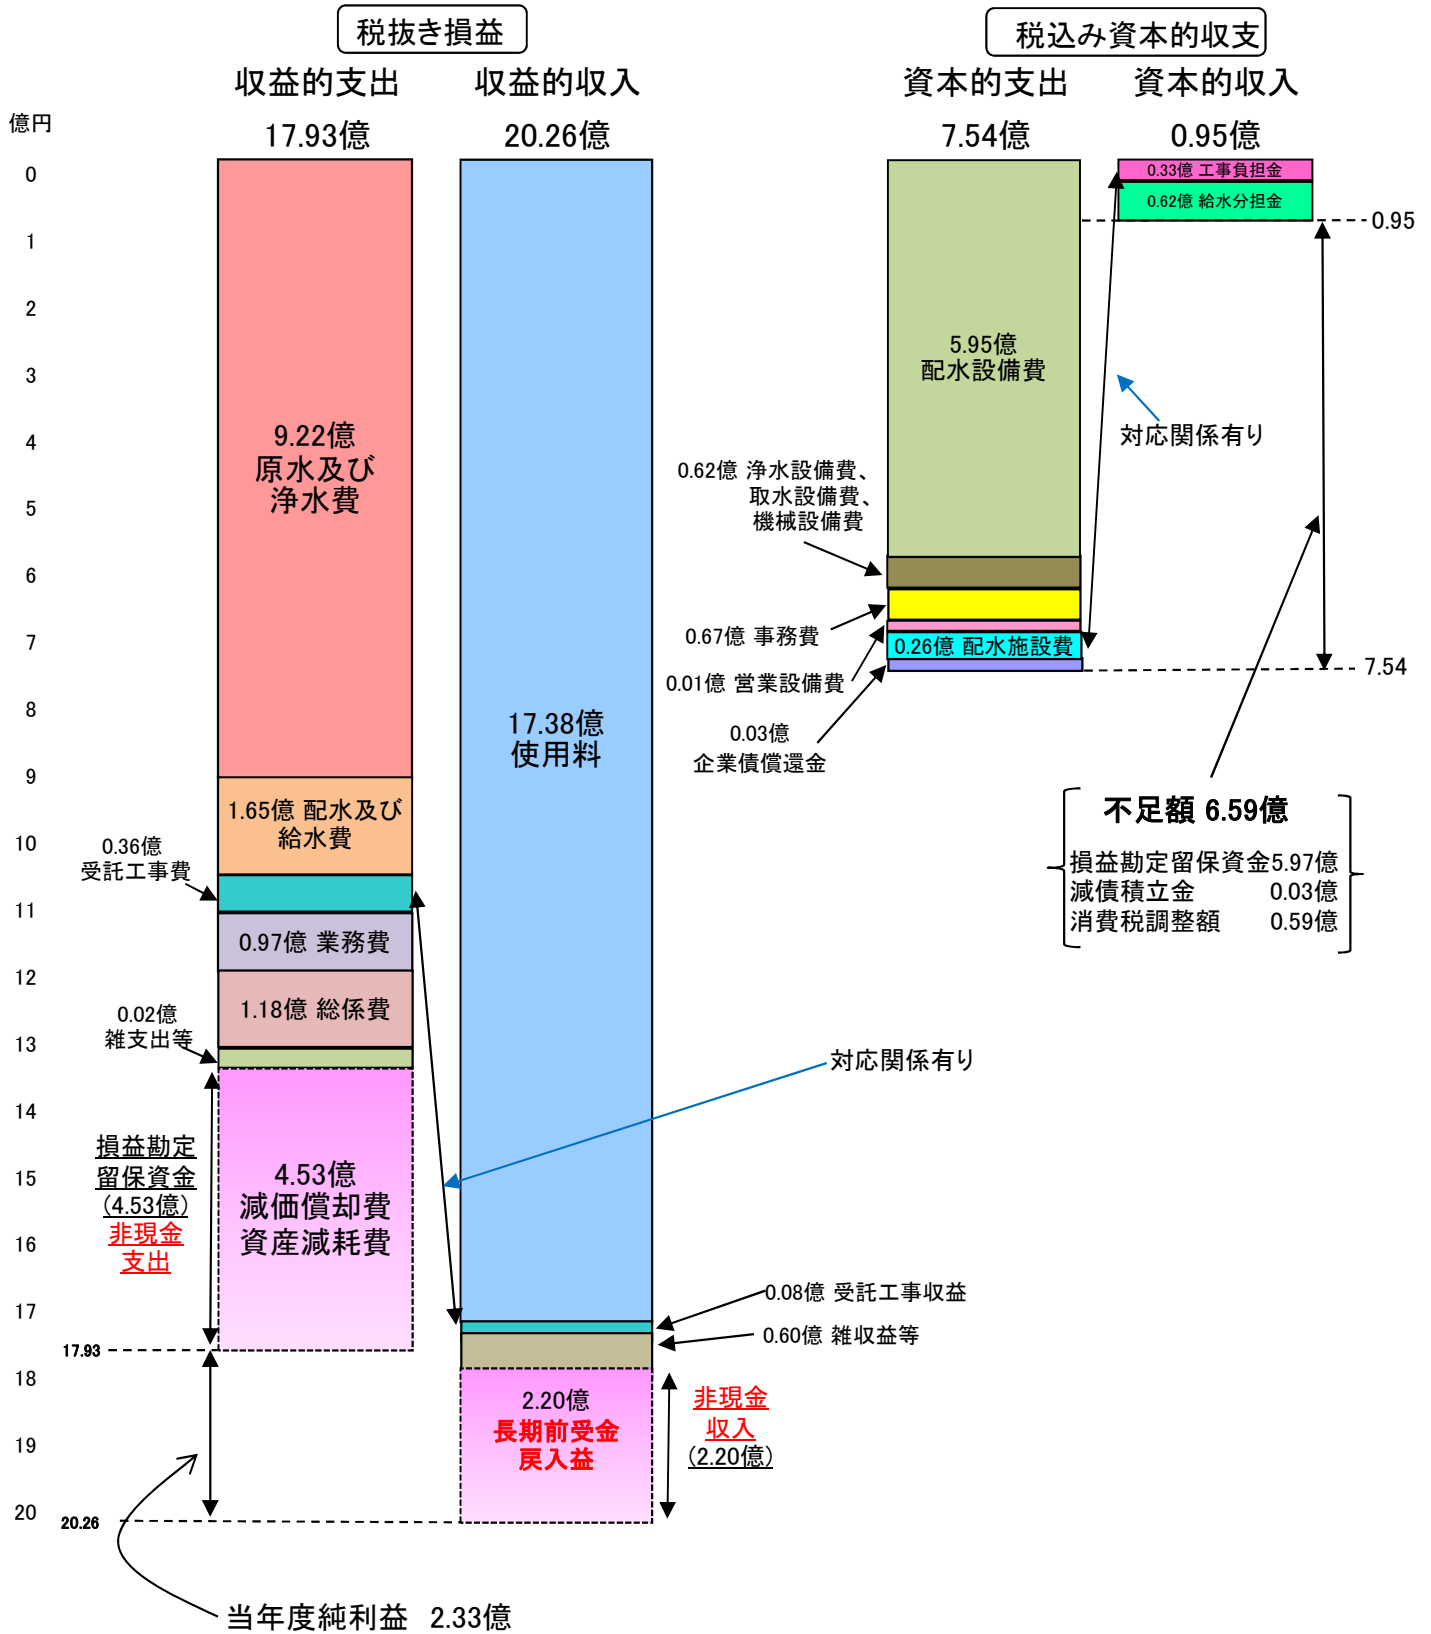 税抜き損益
税込み資本的収支
収益的支出
収益的収入
資本的支出
資本的収入
億円
17.93億
20.26億
7.54億
0.95億
0
1
2
3
4
5
6
7
8
9
10
11
12
13
14
15
16
17
17.93
18
19
20
20.26
9.22億
原水及び
浄水費
1.65億 配水及び
給水費
0.36億
受託工事費
0.97億 業務費
1.18億 総係費
0.02億
雑支出等
4.53億
減価償却費
資産減耗費
損益勘定
留保資金
(4.53億)
非現金
支出
17.38億
使用料
対応関係有り
0.08億 受託工事収益
0.60億 雑収益等
2.20億
長期前受金
戻入益
非現金
収入
(2.20億)
当年度純利益 2.33億
5.95億
配水設備費
0.62億 浄水設備費、
取水設備費、
機械設備費
0.67億 事務費
0.26億 配水施設費
0.01億 営業設備費
0.03億
企業債償還金
0.33億 工事負担金
0.62億 給水分担金
0.95
対応関係有り
7.54
不足額 6.59億
損益勘定留保資金5.97億
減債積立金 0.03億
消費税調整額 0.59億